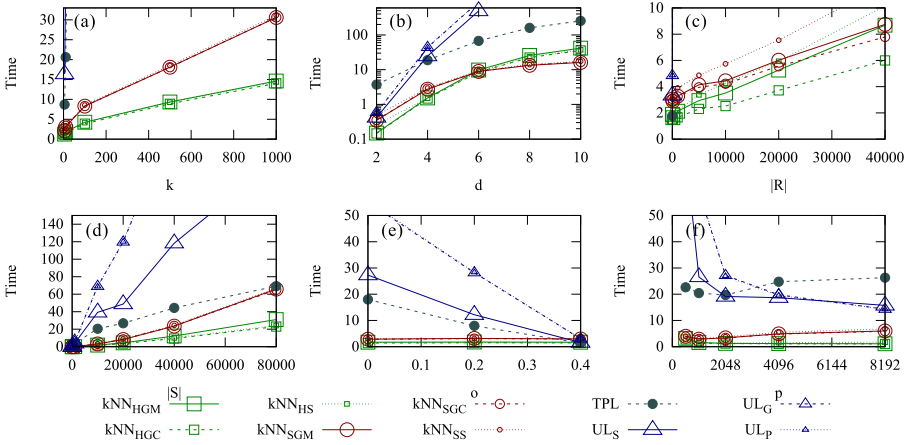 (a) (b) (c)
Time 0 5 10 15 20 25 30
0 200 400 600 800 1000
k
Time 0.1 1 10 100
2 4 6 8 10
d
Time 2 4 6 8 10
0 10000 20000 30000 40000
|R|
(d) (e) (f)
Time 0 20 40 60 80 100 120 140
0 20000 40000 60000 80000
|S|
Time 0 10 20 30 40 50
0.0 0.1 0.2 0.3 0.4
o
Time 0 10 20 30 40 50
2048 4096 6144 8192
p
kNN_HGM kNN_HS kNN_SGC TPL UL_G
kNN_HGC kNN_SGM kNN_SS UL_S UL_P